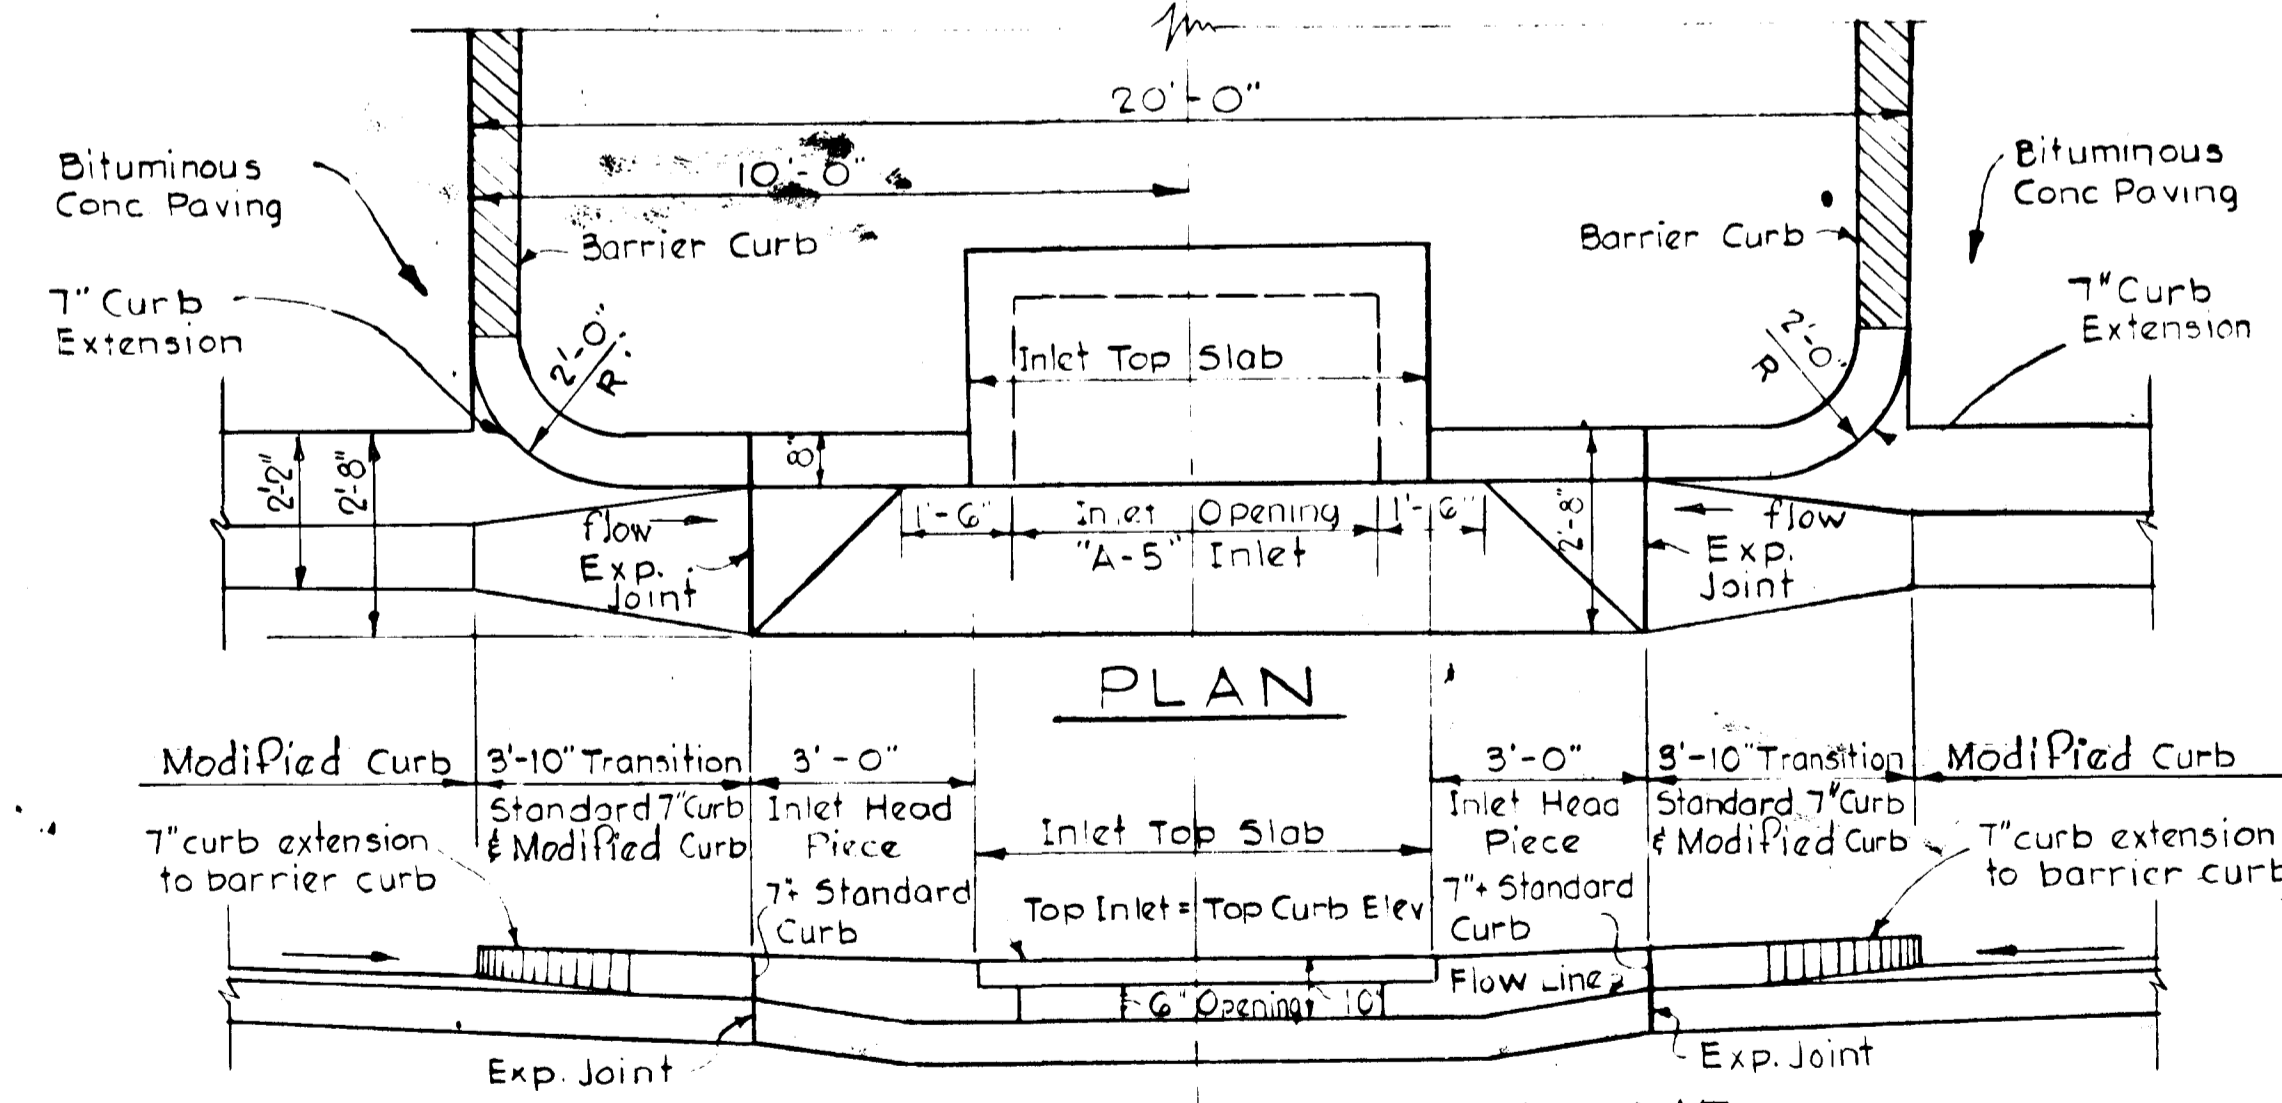 20'-0"
10'-0"
Bituminous
Conc Paving
Barrier Curb
7" Curb
Extension
2'-0"
R.
Inlet Top Slab
Barrier Curb
Bituminous
Conc Paving
7" Curb
Extension
2'-0"
R
2'-2"
2'-8"
8"
flow
Exp.
Joint
1'-6"
Inlet Opening
"A-5" Inlet
1'-6"
2'-8"
flow
Exp.
Joint
PLAN
Modified Curb
3'-10" Transition
Standard 7" Curb
& Modified Curb
3'-0"
Inlet Head
Piece
Inlet Top Slab
3'-0"
Inlet Head
Piece
3'-10" Transition
Standard 7" Curb
& Modified Curb
Modified Curb
7" curb extension
to barrier curb
7"± Standard
Curb
Top Inlet = Top Curb Elev
7"± Standard
Curb
7" curb extension
to barrier curb
Flow Line
6" Opening
10"
Exp. Joint
Exp. Joint